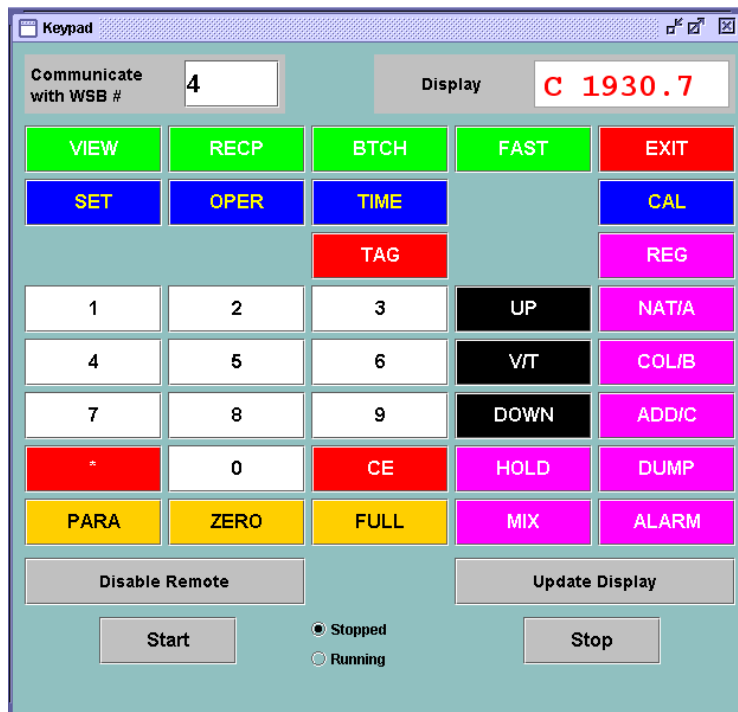 Keypad
Communicate
with WSB #
4
Display
C 1930.7
VIEW RECP BTCH FAST EXIT
SET OPER TIME CAL
TAG REG
1 2 3 UP NAT/A
4 5 6 V/T COL/B
7 8 9 DOWN ADD/C
* 0 CE HOLD DUMP
PARA ZERO FULL MIX ALARM
Disable Remote Update Display
Start
Stopped
Running
Stop